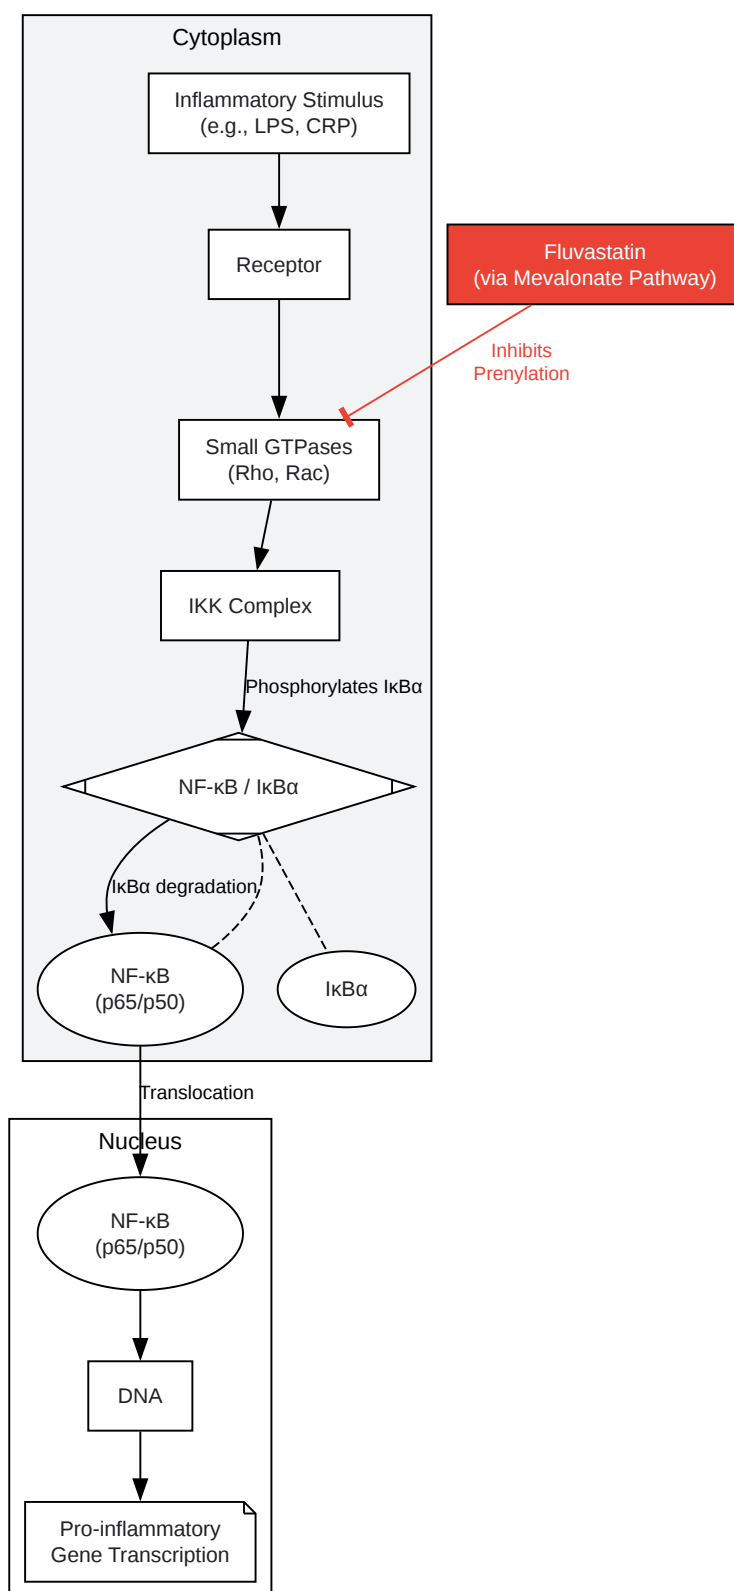 Cytoplasm
Inflammatory Stimulus
(e.g., LPS, CRP)
Receptor
Fluvastatin
(via Mevalonate Pathway)
Inhibits
Prenylation
Small GTPases
(Rho, Rac)
IKK Complex
Phosphorylates IκBα
NF-κB / IκBα
IκBα degradation
NF-κB
(p65/p50)
IκBα
Translocation
Nucleus
NF-κB
(p65/p50)
DNA
Pro-inflammatory
Gene Transcription